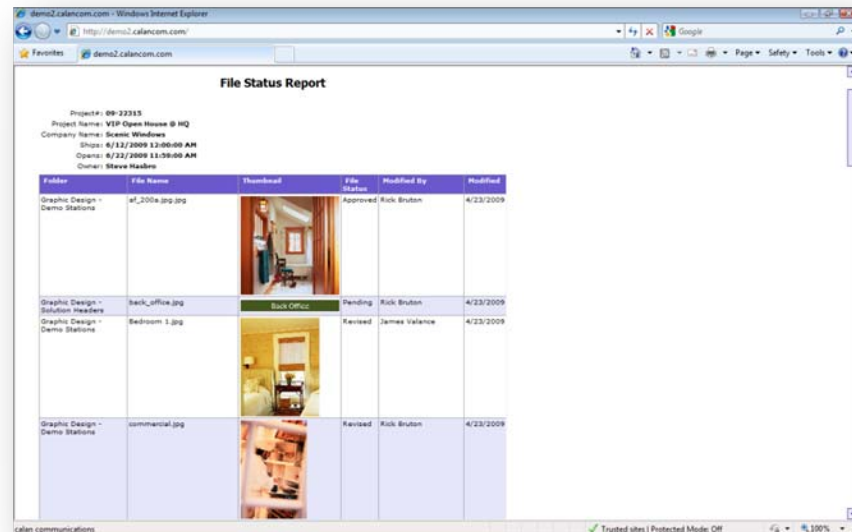 demo2.calancom.com - Windows Internet Explorer
http://demo2.calancom.com/
Google
Favorites
demo2.calancom.com
Page
Safety
Tools
File Status Report
Project#: 09-22315
Project Name: VIP Open House @ HQ
Company Name: Scenic Windows
Ships: 6/12/2009 12:00:00 AM
Opens: 6/22/2009 11:59:00 AM
Owner: Steve Hasbro
Folder File Name Thumbnail File Status Modified By Modified
Graphic Design - Demo Stations af_200a.jpg.jpg Approved Rick Bruton 4/23/2009
Graphic Design - Solution Headers back_office.jpg Back Office Pending Rick Bruton 4/23/2009
Graphic Design - Demo Stations Bedroom 1.jpg Revised James Valance 4/23/2009
Graphic Design - Demo Stations commercial.jpg Revised Rick Bruton 4/23/2009
calan communications
Trusted sites | Protected Mode: Off
100%